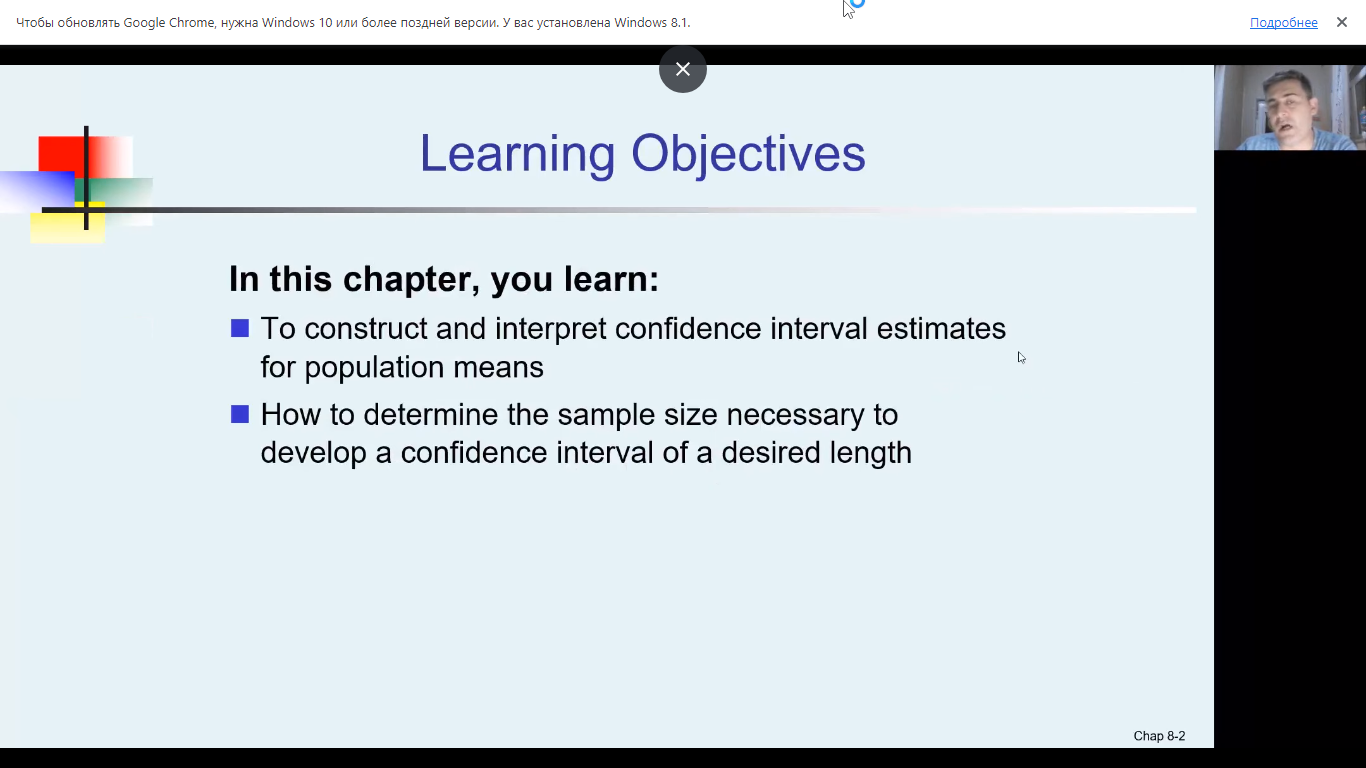 Чтобы обновлять Google Chrome, нужна Windows 10 или более поздней версии. У вас установлена Windows 8.1.
Подробнее
Learning Objectives
In this chapter, you learn:
To construct and interpret confidence interval estimates
for population means
How to determine the sample size necessary to
develop a confidence interval of a desired length
Chap 8-2